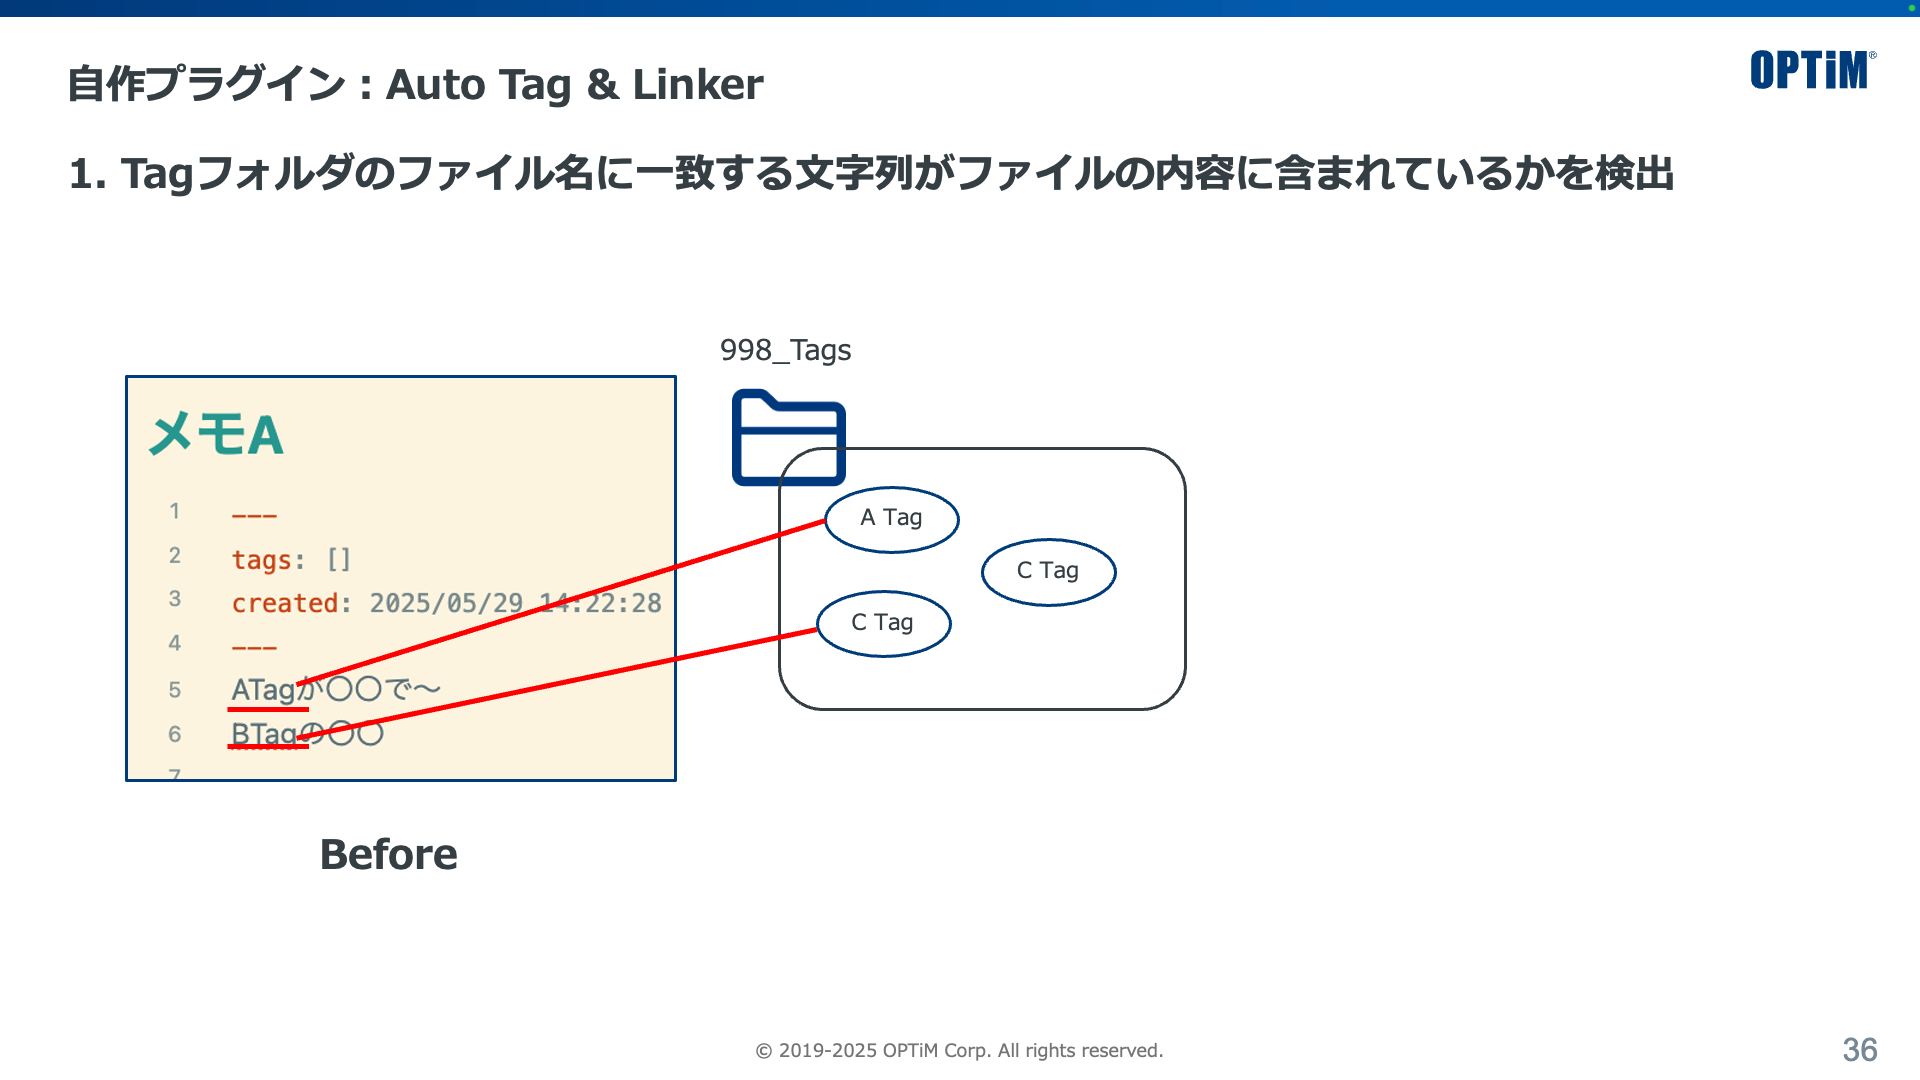 自作プラグイン：Auto Tag & Linker
OPTiM®
1. Tagフォルダのファイル名に一致する文字列がファイルの内容に含まれているかを検出
998_Tags
メモA
1 ---
2 tags: []
3 created: 2025/05/29 14:22:28
4 ---
5 ATagが〇〇で〜
6 BTagの〇〇
7
A Tag
C Tag
C Tag
Before
© 2019-2025 OPTiM Corp. All rights reserved.
36